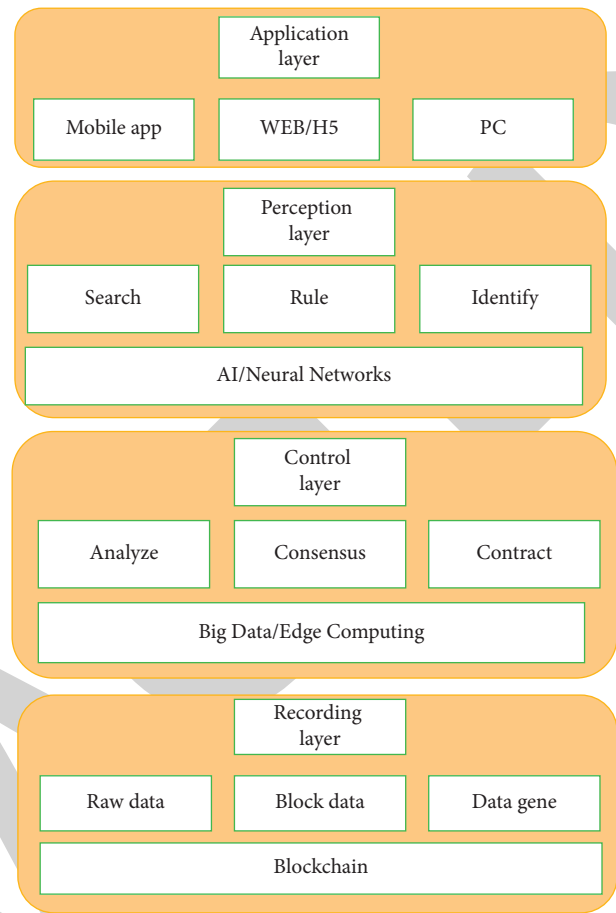 Application
layer
Mobile app
WEB/H5
PC
Perception
layer
Search
Rule
Identify
AI/Neural Networks
Control
layer
Analyze
Consensus
Contract
Big Data/Edge Computing
Recording
layer
Raw data
Block data
Data gene
Blockchain